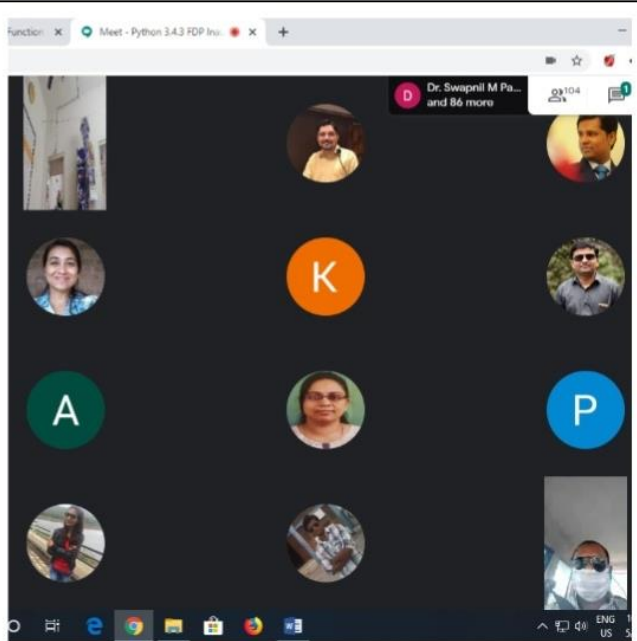 Function
Meet - Python 3.4.3 FDP Ins
D
Dr. Swapnil M Pa...
and 86 more
104
1
K
A
P
ENG
US